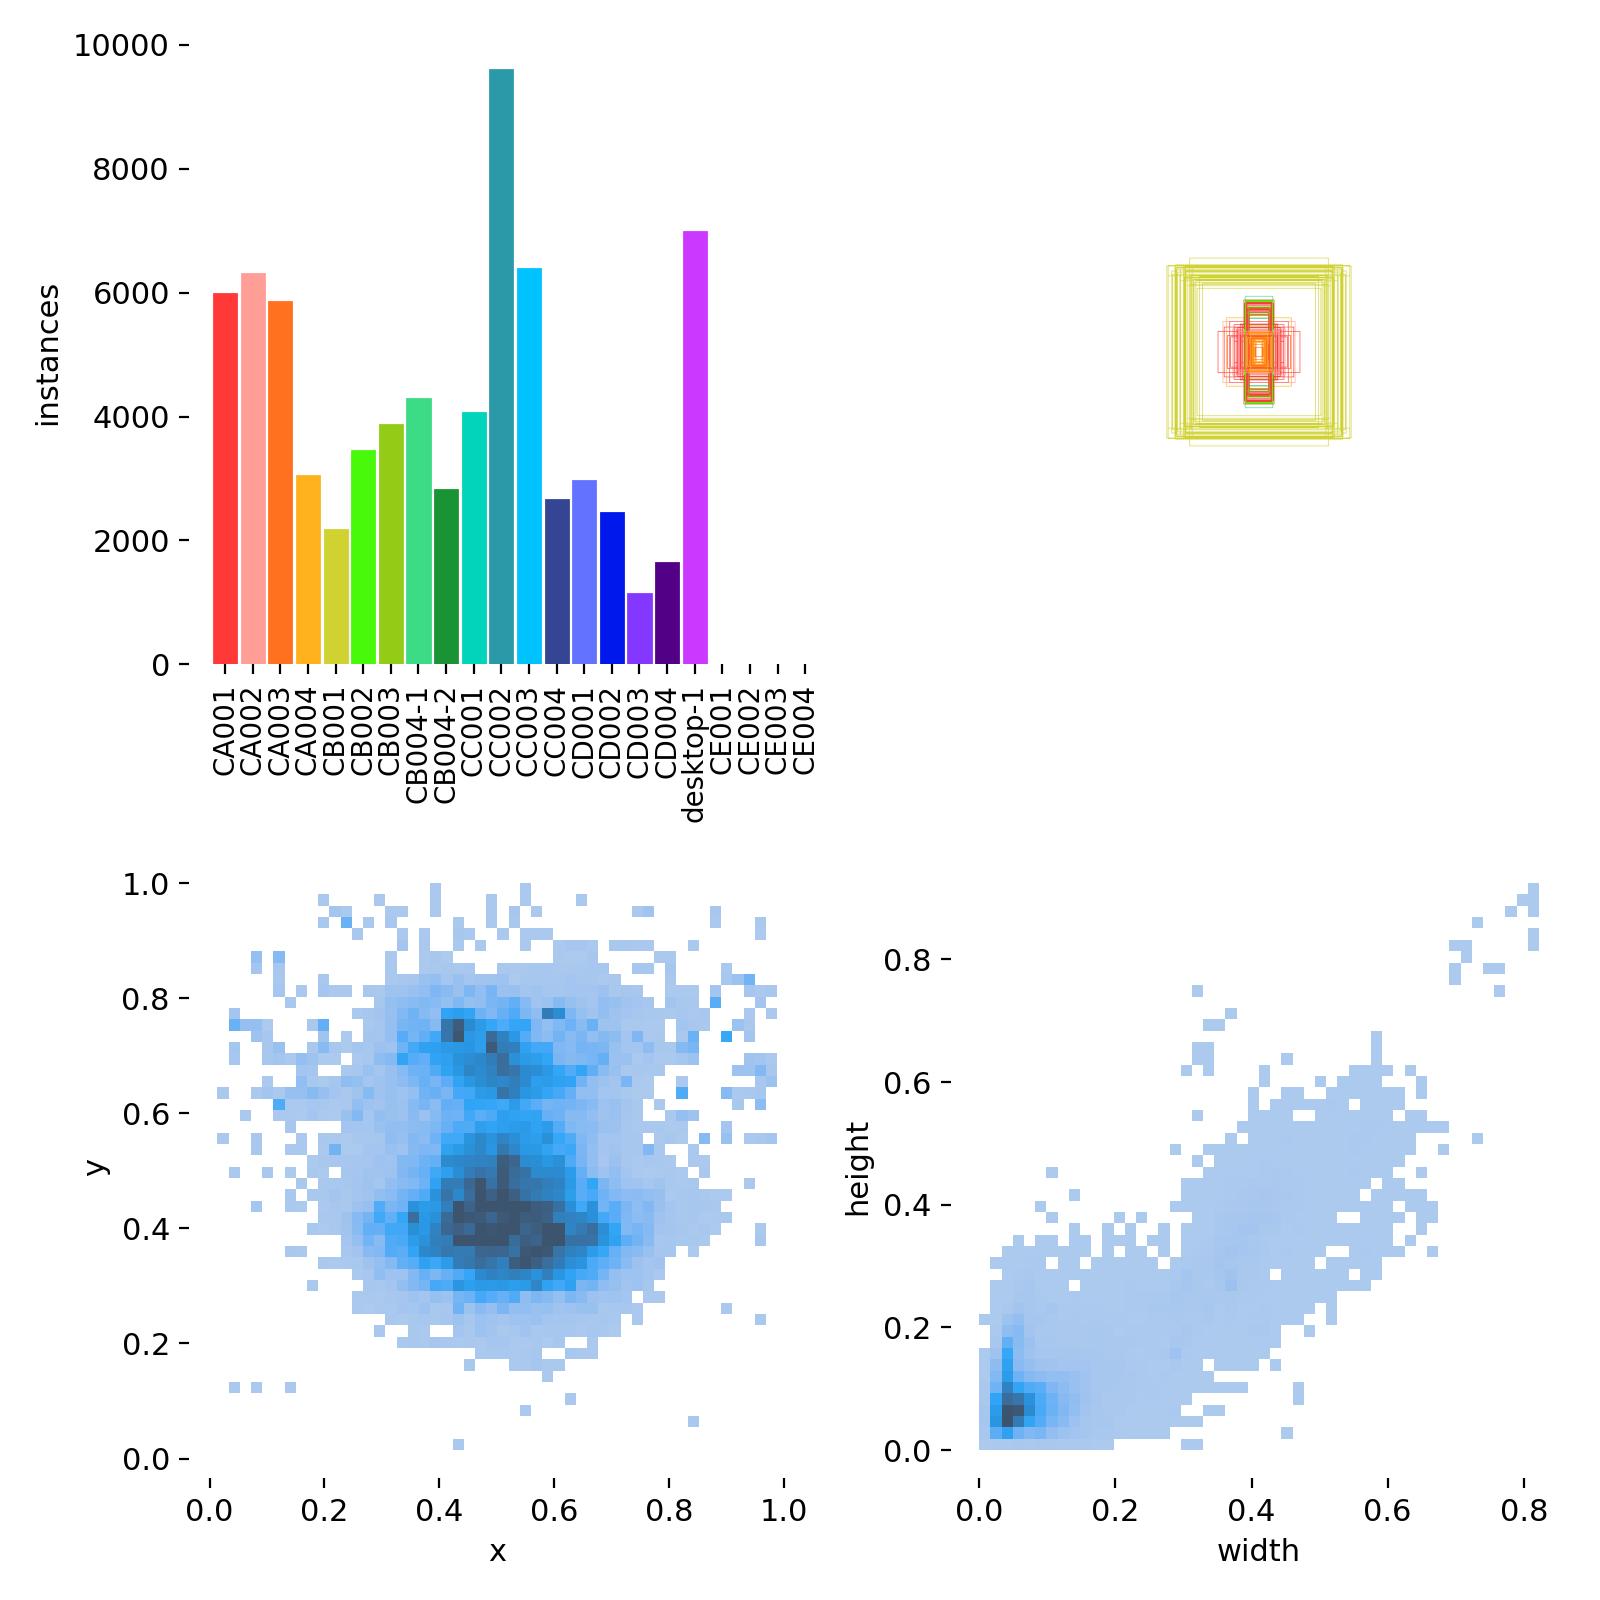 10000
8000
6000
4000
2000
0
instances
CA001
CA002
CA003
CA004
CB001
CB002
CB003
CB004-1
CB004-2
CC001
CC002
CC003
CC004
CD001
CD002
CD003
CD004
desktop-1
CE001
CE002
CE003
CE004
1.0
0.8
0.6
0.4
0.2
0.0
y
0.0 0.2 0.4 0.6 0.8 1.0
x
0.8
0.6
0.4
0.2
0.0
height
0.0 0.2 0.4 0.6 0.8
width